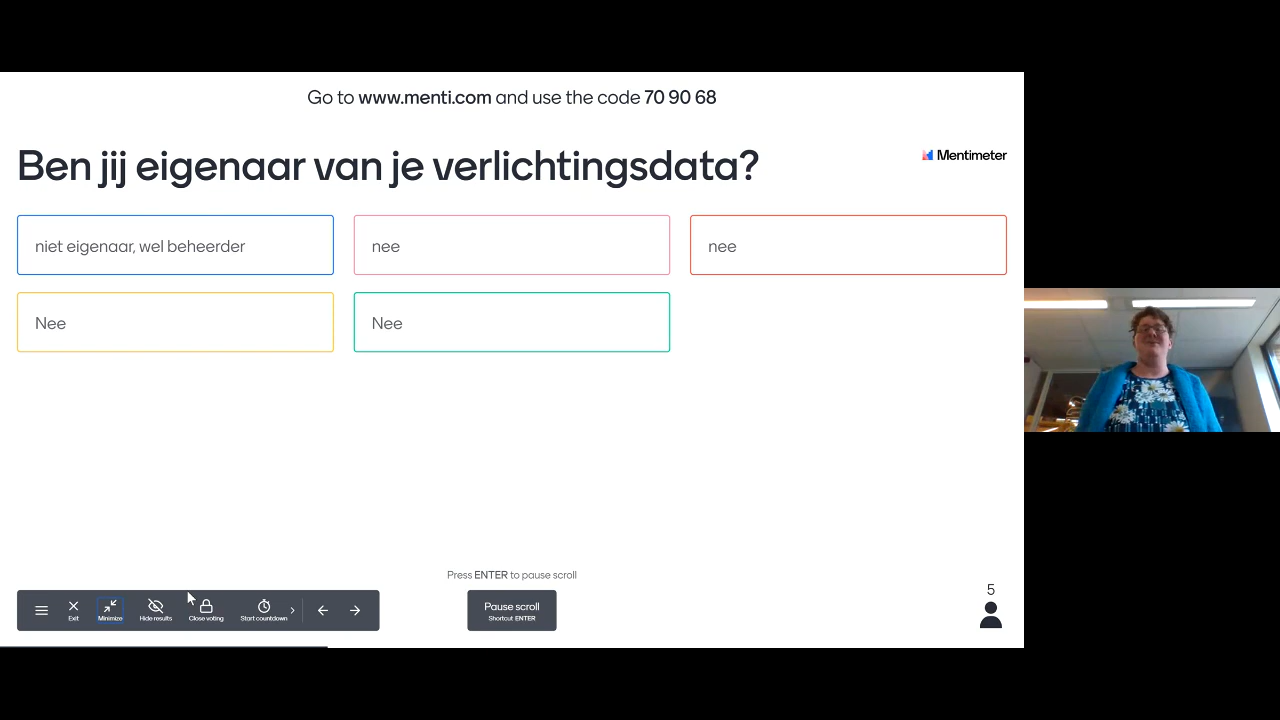 Go to www.menti.com and use the code 70 90 68
Ben jij eigenaar van je verlichtingsdata?
Mentimeter
niet eigenaar, wel beheerder
nee
nee
Nee
Nee
Press ENTER to pause scroll
Exit
Minimize
Hide results
Close voting
Start countdown
Pause scroll
Shortcut ENTER
5